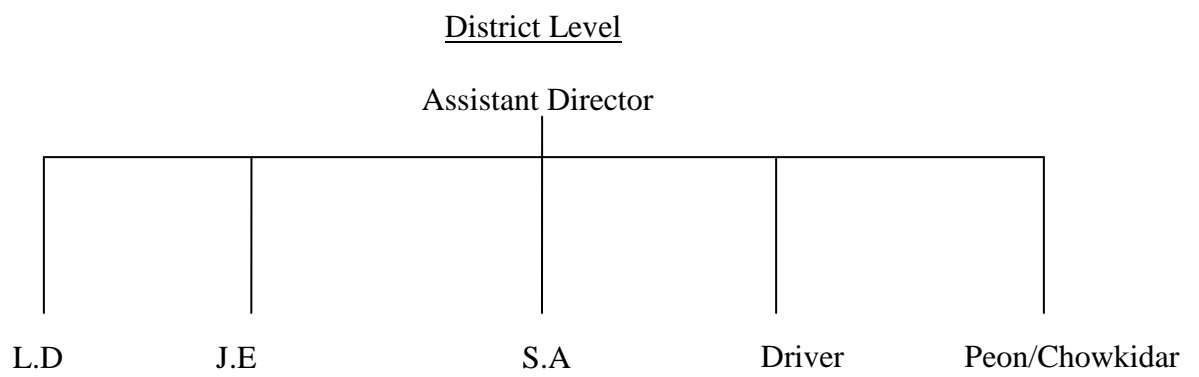 District Level
Assistant Director
L.D J.E S.A Driver Peon/Chowkidar